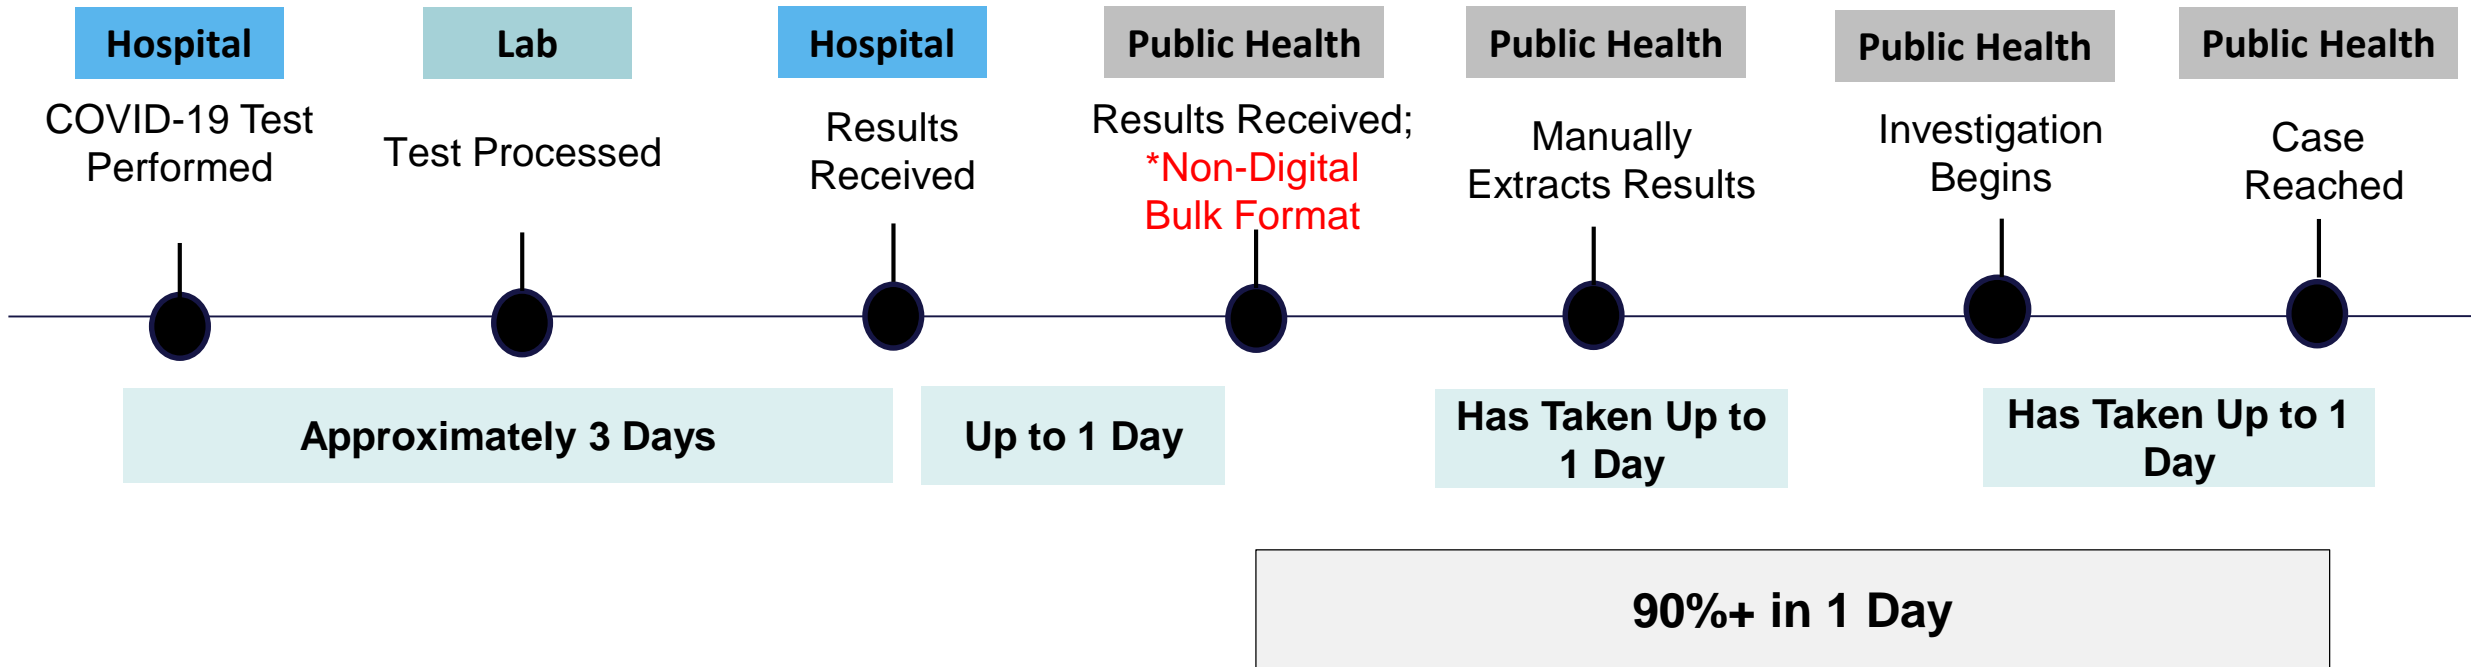 Hospital
COVID-19 Test
Performed
Lab
Test Processed
Hospital
Results
Received
Public Health
Results Received;
*Non-Digital
Bulk Format
Public Health
Manually
Extracts Results
Public Health
Investigation
Begins
Public Health
Case
Reached
Approximately 3 Days
Up to 1 Day
Has Taken Up to
1 Day
Has Taken Up to 1
Day
90%+ in 1 Day